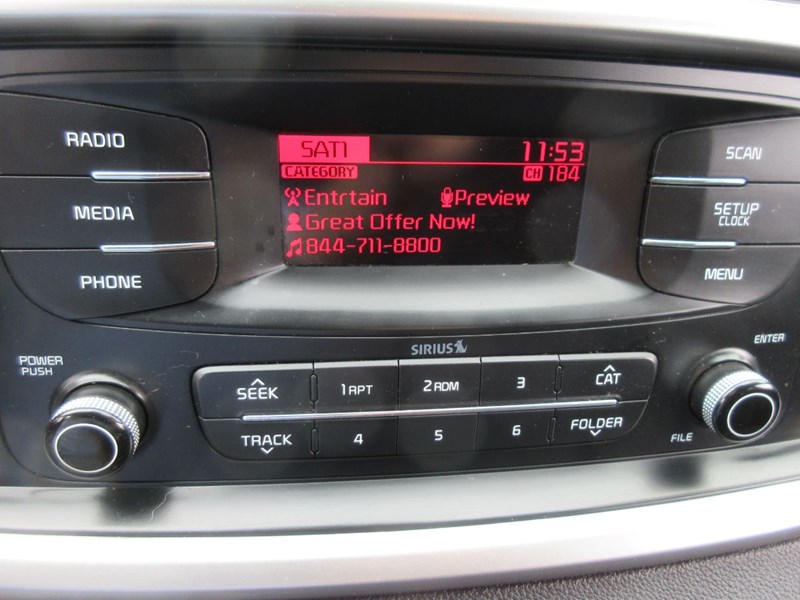 RADIO
MEDIA
PHONE
SAT1 11:53
CATEGORY CH 184
Entrtain Preview
Great Offer Now!
844-711-8800
SCAN
SETUP
CLOCK
MENU
SIRIUS
POWER
PUSH
SEEK 1 RPT 2 RDM 3 CAT
TRACK 4 5 6 FOLDER
ENTER
FILE